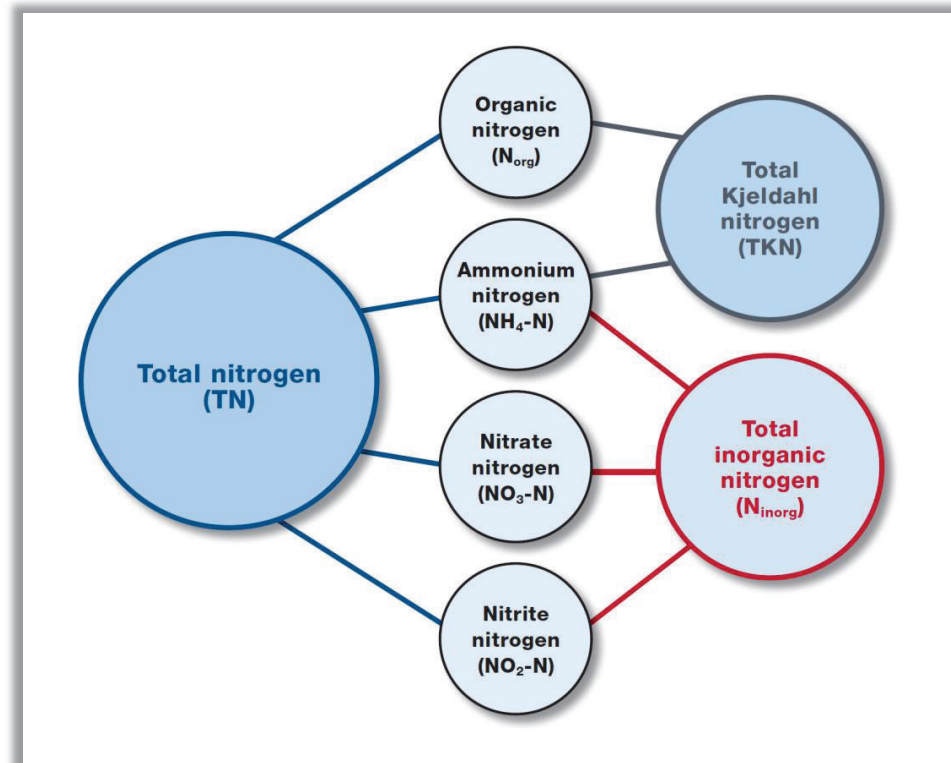 Total nitrogen
(TN)
Organic
nitrogen
(Norg)
Ammonium
nitrogen
(NH₄-N)
Nitrate
nitrogen
(NO₃-N)
Nitrite
nitrogen
(NO₂-N)
Total
Kjeldahl
nitrogen
(TKN)
Total
inorganic
nitrogen
(Ninorg)